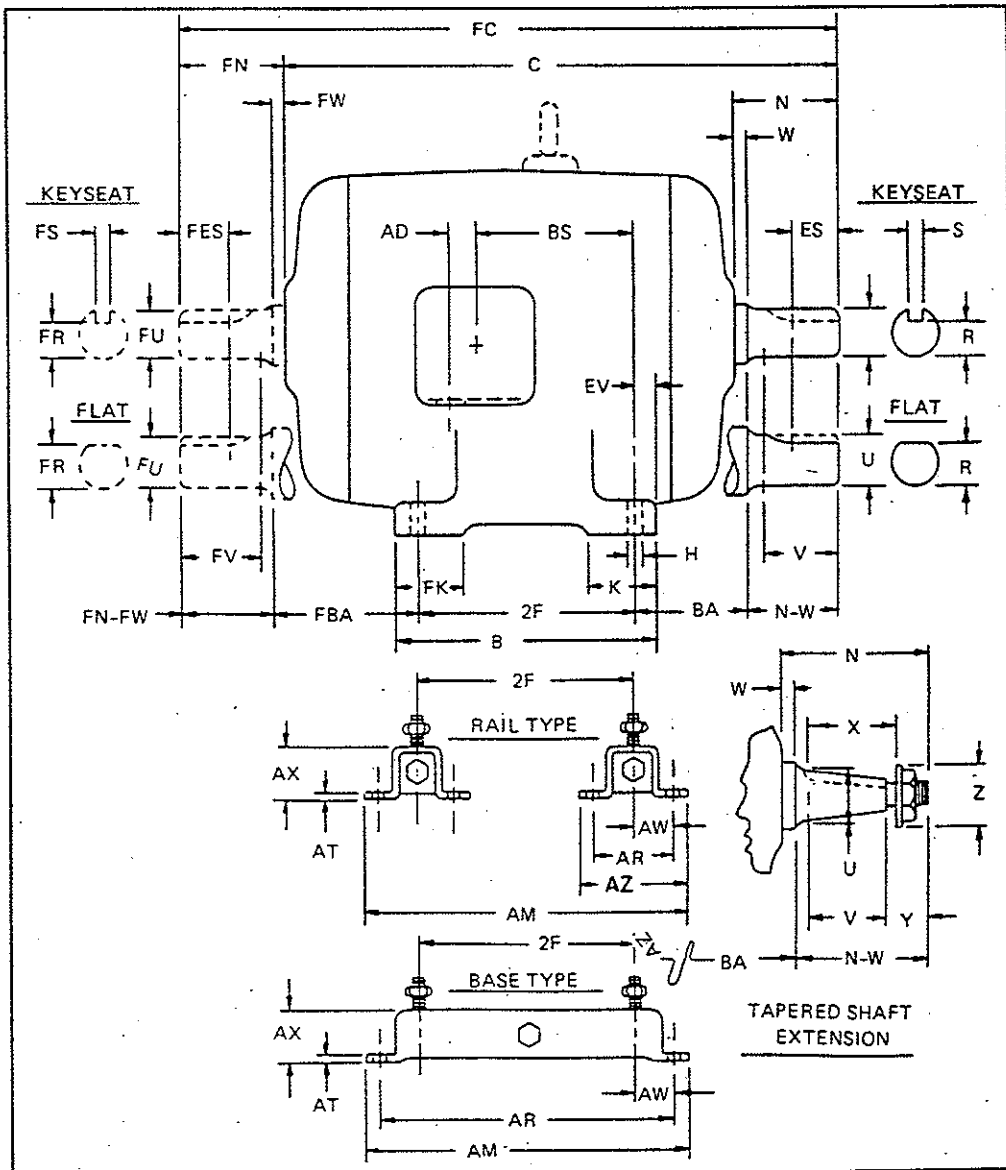 FC
FN C
FW N
W
KEYSEAT KEYSEAT
FS FES AD BS ES S
FR FU R
EV
FLAT FLAT
FR FU U R
FV H V
FK K
FN-FW FBA 2F BA N-W
B
N
2F W
RAIL TYPE X
AX Z
AT AW
AR U
AZ
AM V Y
2F BA N-W
BASE TYPE
AX TAPERED SHAFT
EXTENSION
AT AW
AR
AM